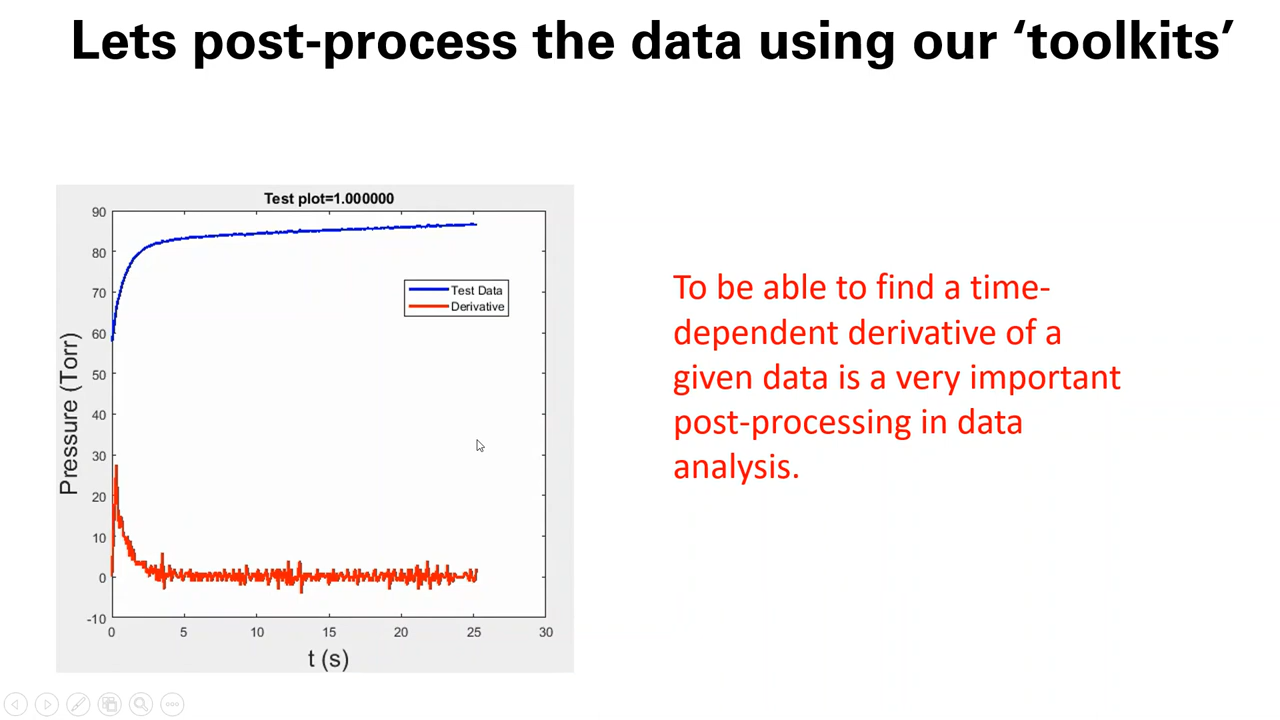 Lets post-process the data using our ‘toolkits’
Test plot=1.000000
90
80
70
60
50
40
30
20
10
0
-10
Pressure (Torr)
Test Data
Derivative
0
5
10
15
20
25
30
t (s)
To be able to find a time-
dependent derivative of a
given data is a very important
post-processing in data
analysis.